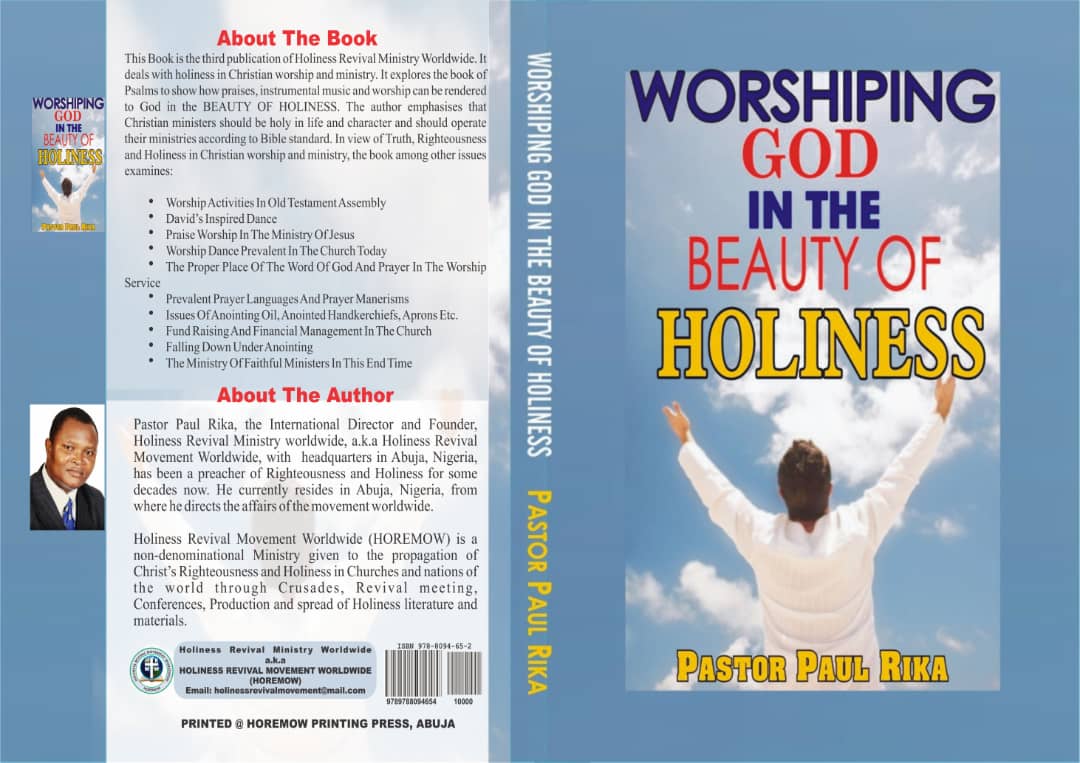 About The Book
This Book is the third publication of Holiness Revival Ministry Worldwide. It
deals with holiness in Christian worship and ministry. It explores the book of
Psalms to show how praises, instrumental music and worship can be rendered
to God in the BEAUTY OF HOLINESS. The author emphasises that
Christian ministers should be holy in life and character and should operate
their ministries according to Bible standard. In view of Truth, Righteousness
and Holiness in Christian worship and ministry, the book among other issues
examines:
• Worship Activities In Old Testament Assembly
• David's Inspired Dance
• Praise Worship In The Ministry Of Jesus
• Worship Dance Prevalent In The Church Today
• The Proper Place Of The Word Of God And Prayer In The Worship
Service
• Prevalent Prayer Languages And Prayer Manerisms
• Issues Of Anointing Oil, Anointed Handkerchiefs, Aprons Etc.
• Fund Raising And Financial Management In The Church
• Falling Down Under Anointing
• The Ministry Of Faithful Ministers In This End Time
About The Author
Pastor Paul Rika, the International Director and Founder,
Holiness Revival Ministry worldwide, a.k.a Holiness Revival
Movement Worldwide, with headquarters in Abuja, Nigeria,
has been a preacher of Righteousness and Holiness for some
decades now. He currently resides in Abuja, Nigeria, from
where he directs the affairs of the movement worldwide.
Holiness Revival Movement Worldwide (HOREMOW) is a
non-denominational Ministry given to the propagation of
Christ's Righteousness and Holiness in Churches and nations of
the world through Crusades, Revival meeting,
Conferences, Production and spread of Holiness literature and
materials.
Holiness Revival Ministry Worldwide
a.k.a
HOLINESS REVIVAL MOVEMENT WORLDWIDE
(HOREMOW)
Email: holinessrevivalmovement@mail.com
ISBN 978-8094-65-2
9789788094654 10000
PRINTED @ HOREMOW PRINTING PRESS, ABUJA
WORSHIPING
GOD
IN THE
BEAUTY OF
HOLINESS
PASTOR PAUL RIKA
WORSHIPING GOD IN THE BEAUTY OF HOLINESS PASTOR PAUL RIKA
WORSHIPING
GOD
IN THE
BEAUTY OF
HOLINESS
PASTOR PAUL RIKA